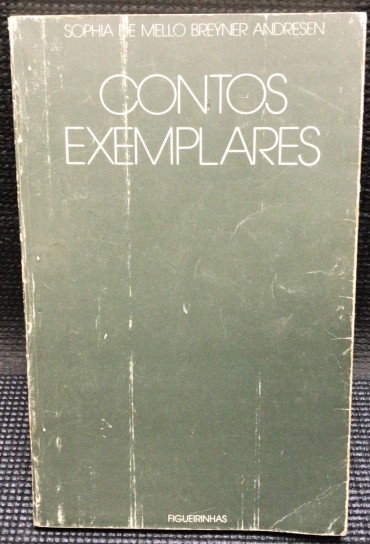 SOPHIA DE MELLO BREYNER ANDRESEN
CONTOS
EXEMPLARES
FIGUEIRINHAS